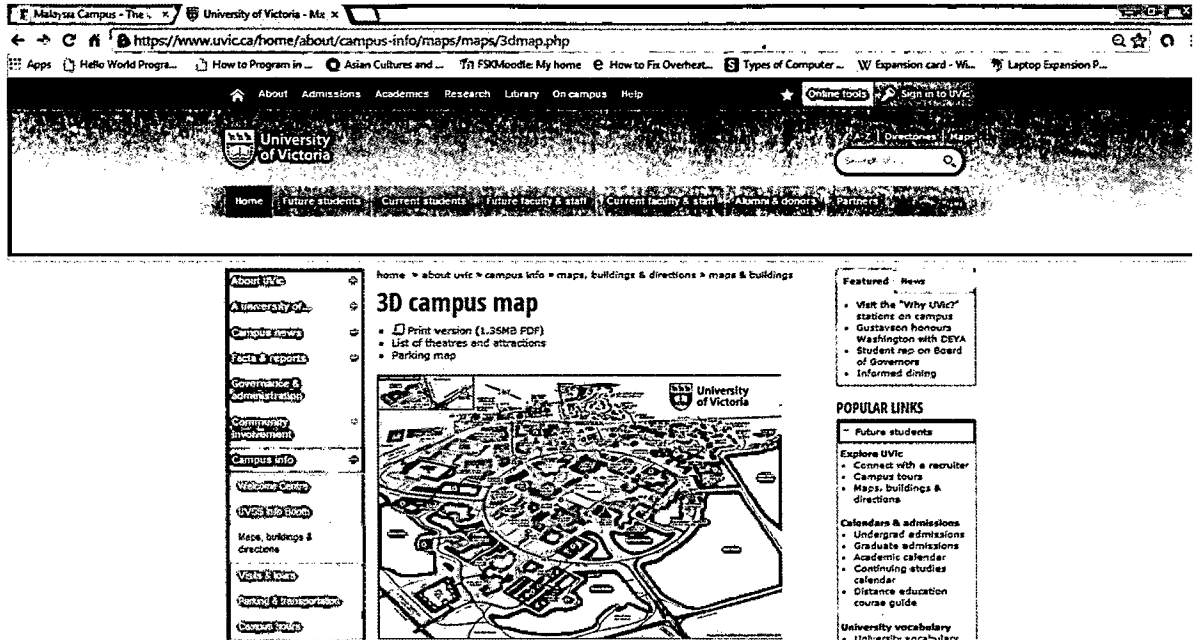 Malaysia Campus - The
University of Victoria - Ma
https://www.uvic.ca/home/about/campus-info/maps/maps/3dmap.php
Apps Hello World Progra... How to Program in ... Asian Cultures and ... FSKMoodle: My home How to Fix Overheat... Types of Computer ... Expansion card - Wi... Laptop Expansion P...
About Admissions Academics Research Library On campus Help Online tools Sign in to UVic
A-Z | Directories | Maps
University
of Victoria
Home Future students Current students Future faculty & staff Current faculty & staff Alumni & donors Partners
home » about uvic » campus info » maps, buildings & directions » maps & buildings
3D campus map
Print version (1.36MB PDF)
List of theatres and attractions
Parking map
University
of Victoria
About UVic
A university of...
Campus news
Facts & reports
Governance &
administration
Community
involvement
Campus info
Welcome Centre
UVSS Info Booth
Maps, buildings &
directions
Visits & tours
Parking & transportation
Campus tours
Featured News
Visit the "Why UVic?"
stations on campus
Gustavson honours
Washington with DEYA
Student rep on Board
of Governors
Informed dining
POPULAR LINKS
Future students
Explore UVic
Connect with a recruiter
Campus tours
Maps, buildings &
directions
Calendars & admissions
Undergrad admissions
Graduate admissions
Academic calendar
Continuing studies
calendar
Distance education
course guide
University vocabulary
University vocabulary